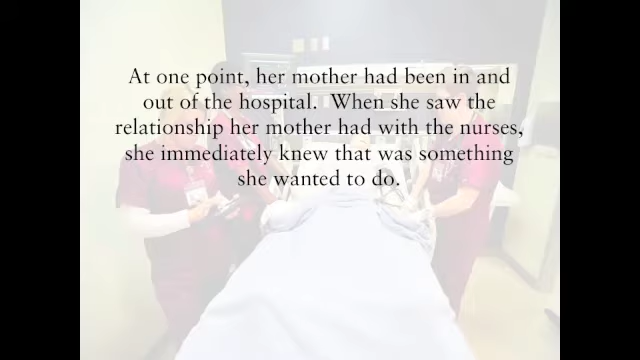 At one point, her mother had been in and
out of the hospital.  When she saw the
relationship her mother had with the nurses,
she immediately knew that was something
she wanted to do.